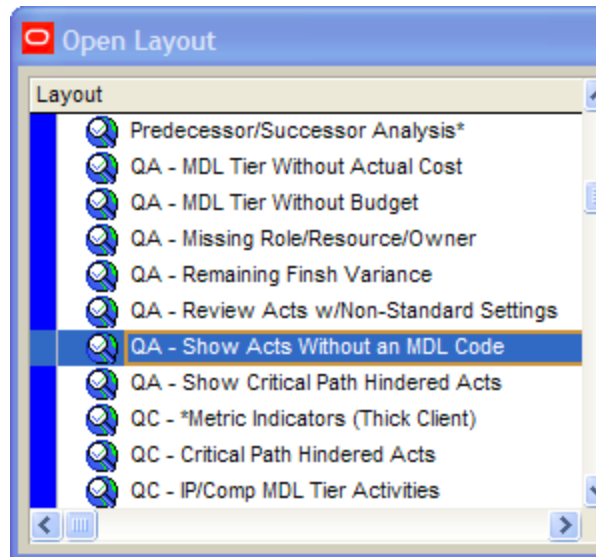 Open Layout
Layout
Predecessor/Successor Analysis*
QA - MDL Tier Without Actual Cost
QA - MDL Tier Without Budget
QA - Missing Role/Resource/Owner
QA - Remaining Finsh Variance
QA - Review Acts w/Non-Standard Settings
QA - Show Acts Without an MDL Code
QA - Show Critical Path Hindered Acts
QC - *Metric Indicators (Thick Client)
QC - Critical Path Hindered Acts
QC - IP/Comp MDL Tier Activities